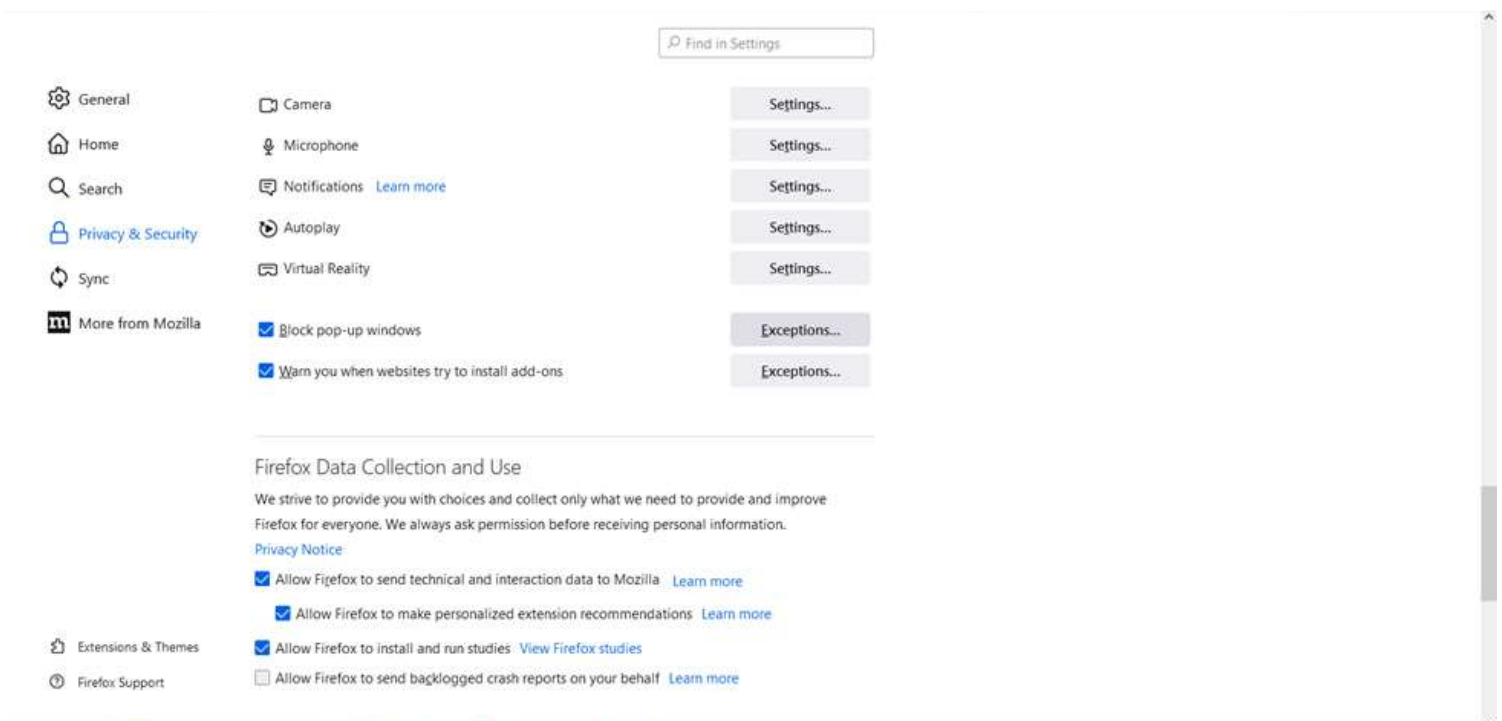 Find in Settings
General
Home
Search
Privacy & Security
Sync
More from Mozilla
Camera Settings...
Microphone Settings...
Notifications Learn more Settings...
Autoplay Settings...
Virtual Reality Settings...
Block pop-up windows Exceptions...
Warn you when websites try to install add-ons Exceptions...
Firefox Data Collection and Use
We strive to provide you with choices and collect only what we need to provide and improve
Firefox for everyone. We always ask permission before receiving personal information.
Privacy Notice
Allow Firefox to send technical and interaction data to Mozilla Learn more
Allow Firefox to make personalized extension recommendations Learn more
Allow Firefox to install and run studies View Firefox studies
Allow Firefox to send backlogged crash reports on your behalf Learn more
Extensions & Themes
Firefox Support